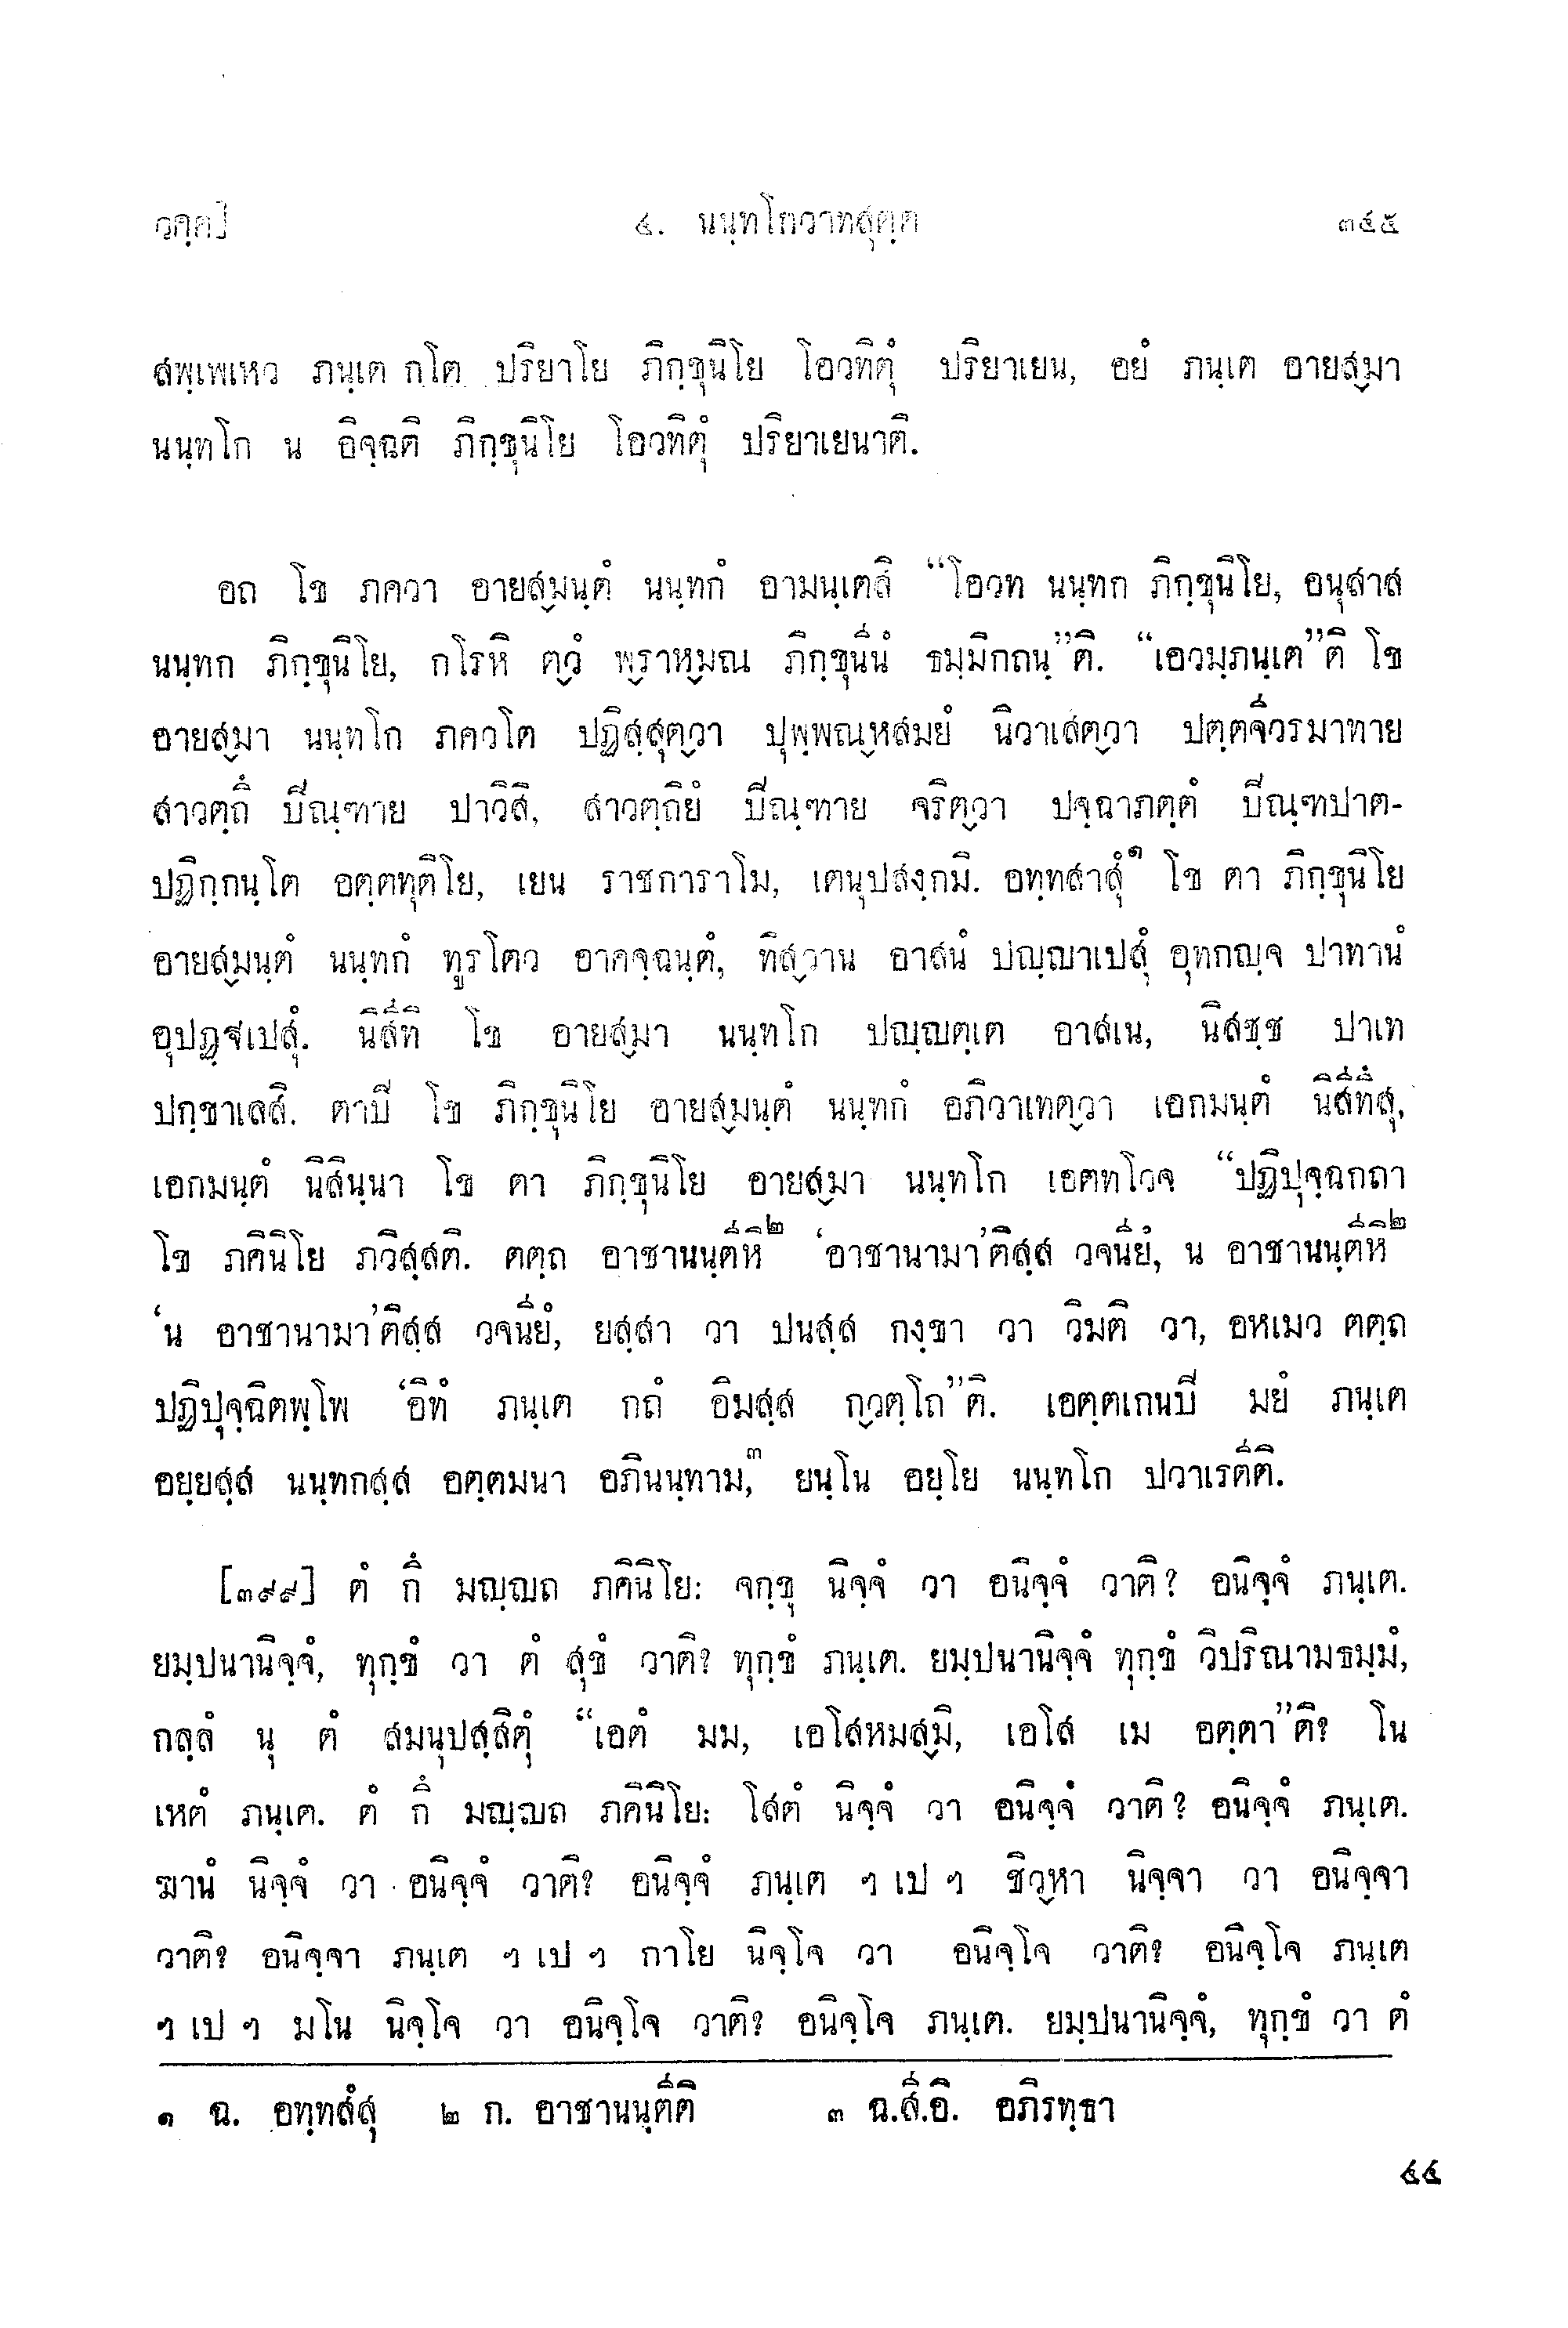 วคฺค]	๔. นนฺทโกวาทสุตฺต	๓๔๕
สพฺเพเหว ภนฺเต กโต ปริยาโย ภิกฺขุนิโย โอวทิตุํ ปริยาเยน, อยํ ภนฺเต อายสฺมา
นนฺทโก น อิจฺฉติ ภิกฺขุนิโย โอวทิตุํ ปริยาเยนาติ.
อถ โข ภควา อายสฺมนฺตํ นนฺทกํ อามนฺเตสิ “โอวท นนฺทก ภิกฺขุนิโย, อนุสาส
นนฺทก ภิกฺขุนิโย, กโรหิ ตฺวํ พฺราหฺมณ ภิกฺขุนีนํ ธมฺมิกถนฺ”ติ. “เอวมฺภนฺเต”ติ โข
อายสฺมา นนฺทโก ภควโต ปฏิสฺสุตฺวา ปุพฺพณฺหสมยํ นิวาเสตฺวา ปตฺตจีวรมาทาย
สาวตฺถึ ปิณฺฑาย ปาวิสิ, สาวตฺถิยํ ปิณฺฑาย จริตฺวา ปจฺฉาภตฺตํ ปิณฺฑปาต-
ปฏิกฺกนฺโต อตฺตทุติโย, เยน ราชการาโม, เตนุปสงฺกมิ. อทฺทสาสุํ๑ โข ตา ภิกฺขุนิโย
อายสฺมนฺตํ นนฺทกํ ทูรโตว อาคจฺฉนฺตํ, ทิสฺวาน อาสนํ ปญฺญาเปสุํ อุทกญฺจ ปาทานํ
อุปฏฺฐเปสุํ. นิสีทิ โข อายสฺมา นนฺทโก ปญฺญตฺเต อาสเน, นิสชฺช ปาเท
ปกฺขาเลสิ. ตาปิ โข ภิกฺขุนิโย อายสฺมนฺตํ นนฺทกํ อภิวาเทตฺวา เอกมนฺตํ นิสีทึสุ,
เอกมนฺตํ นิสินฺนา โข ตา ภิกฺขุนิโย อายสฺมา นนฺทโก เอตทโวจ “ปฏิปุจฺฉกถา
โข ภคินิโย ภวิสฺสติ. ตตฺถ อาชานนฺตีหิ๒ ‘อาชานามา’ติสฺส วจนียํ, น อาชานนฺตีหิ๒
‘น อาชานามา’ติสฺส วจนียํ, ยสฺสา วา ปนสฺส กงฺขา วา วิมติ วา, อหเมว ตตฺถ
ปฏิปุจฺฉิตพฺโพ ‘อิทํ ภนฺเต กถํ อิมสฺส กฺวตฺโถ”ติ. เอตฺตเกนปิ มยํ ภนฺเต
อยฺยสฺส นนฺทกสฺส อตฺตมนา อภินนฺทาม,๓ ยนฺโน อยฺโย นนฺทโก ปวาเรตีติ.
[๓๙๙] ตํ กึ มญฺญถ ภคินิโย: จกฺขุ นิจฺจํ วา อนิจฺจํ วาติ? อนิจฺจํ ภนฺเต.
ยมฺปนานิจฺจํ, ทุกฺขํ วา ตํ สุขํ วาติ? ทุกฺขํ ภนฺเต. ยมฺปนานิจฺจํ ทุกฺขํ วิปริณามธมฺมํ,
กลฺลํ นุ ตํ สมนุปสฺสิตุํ “เอตํ มม, เอโสหมสฺมิ, เอโส เม อตฺตา”ติ? โน
เหตํ ภนฺเต. ตํ กึ มญฺญถ ภคินิโย: โสตํ นิจฺจํ วา อนิจฺจํ วาติ? อนิจฺจํ ภนฺเต.
ฆานํ นิจฺจํ วา อนิจฺจํ วาติ? อนิจฺจํ ภนฺเต ฯ เป ฯ ชิวฺหา นิจฺจา วา อนิจฺจา
วาติ? อนิจฺจา ภนฺเต ฯ เป ฯ กาโย นิจฺโจ วา อนิจฺโจ วาติ? อนิจฺโจ ภนฺเต
ฯ เป ฯ มโน นิจฺโจ วา อนิจฺโจ วาติ? อนิจฺโจ ภนฺเต. ยมฺปนานิจฺจํ, ทุกฺขํ วา ตํ
๑ ฉ. อทฺทสํสุ ๒ ก. อาชานนฺตีติ ๓ ฉ.สี.อิ. อภิรทฺธา
๔๔